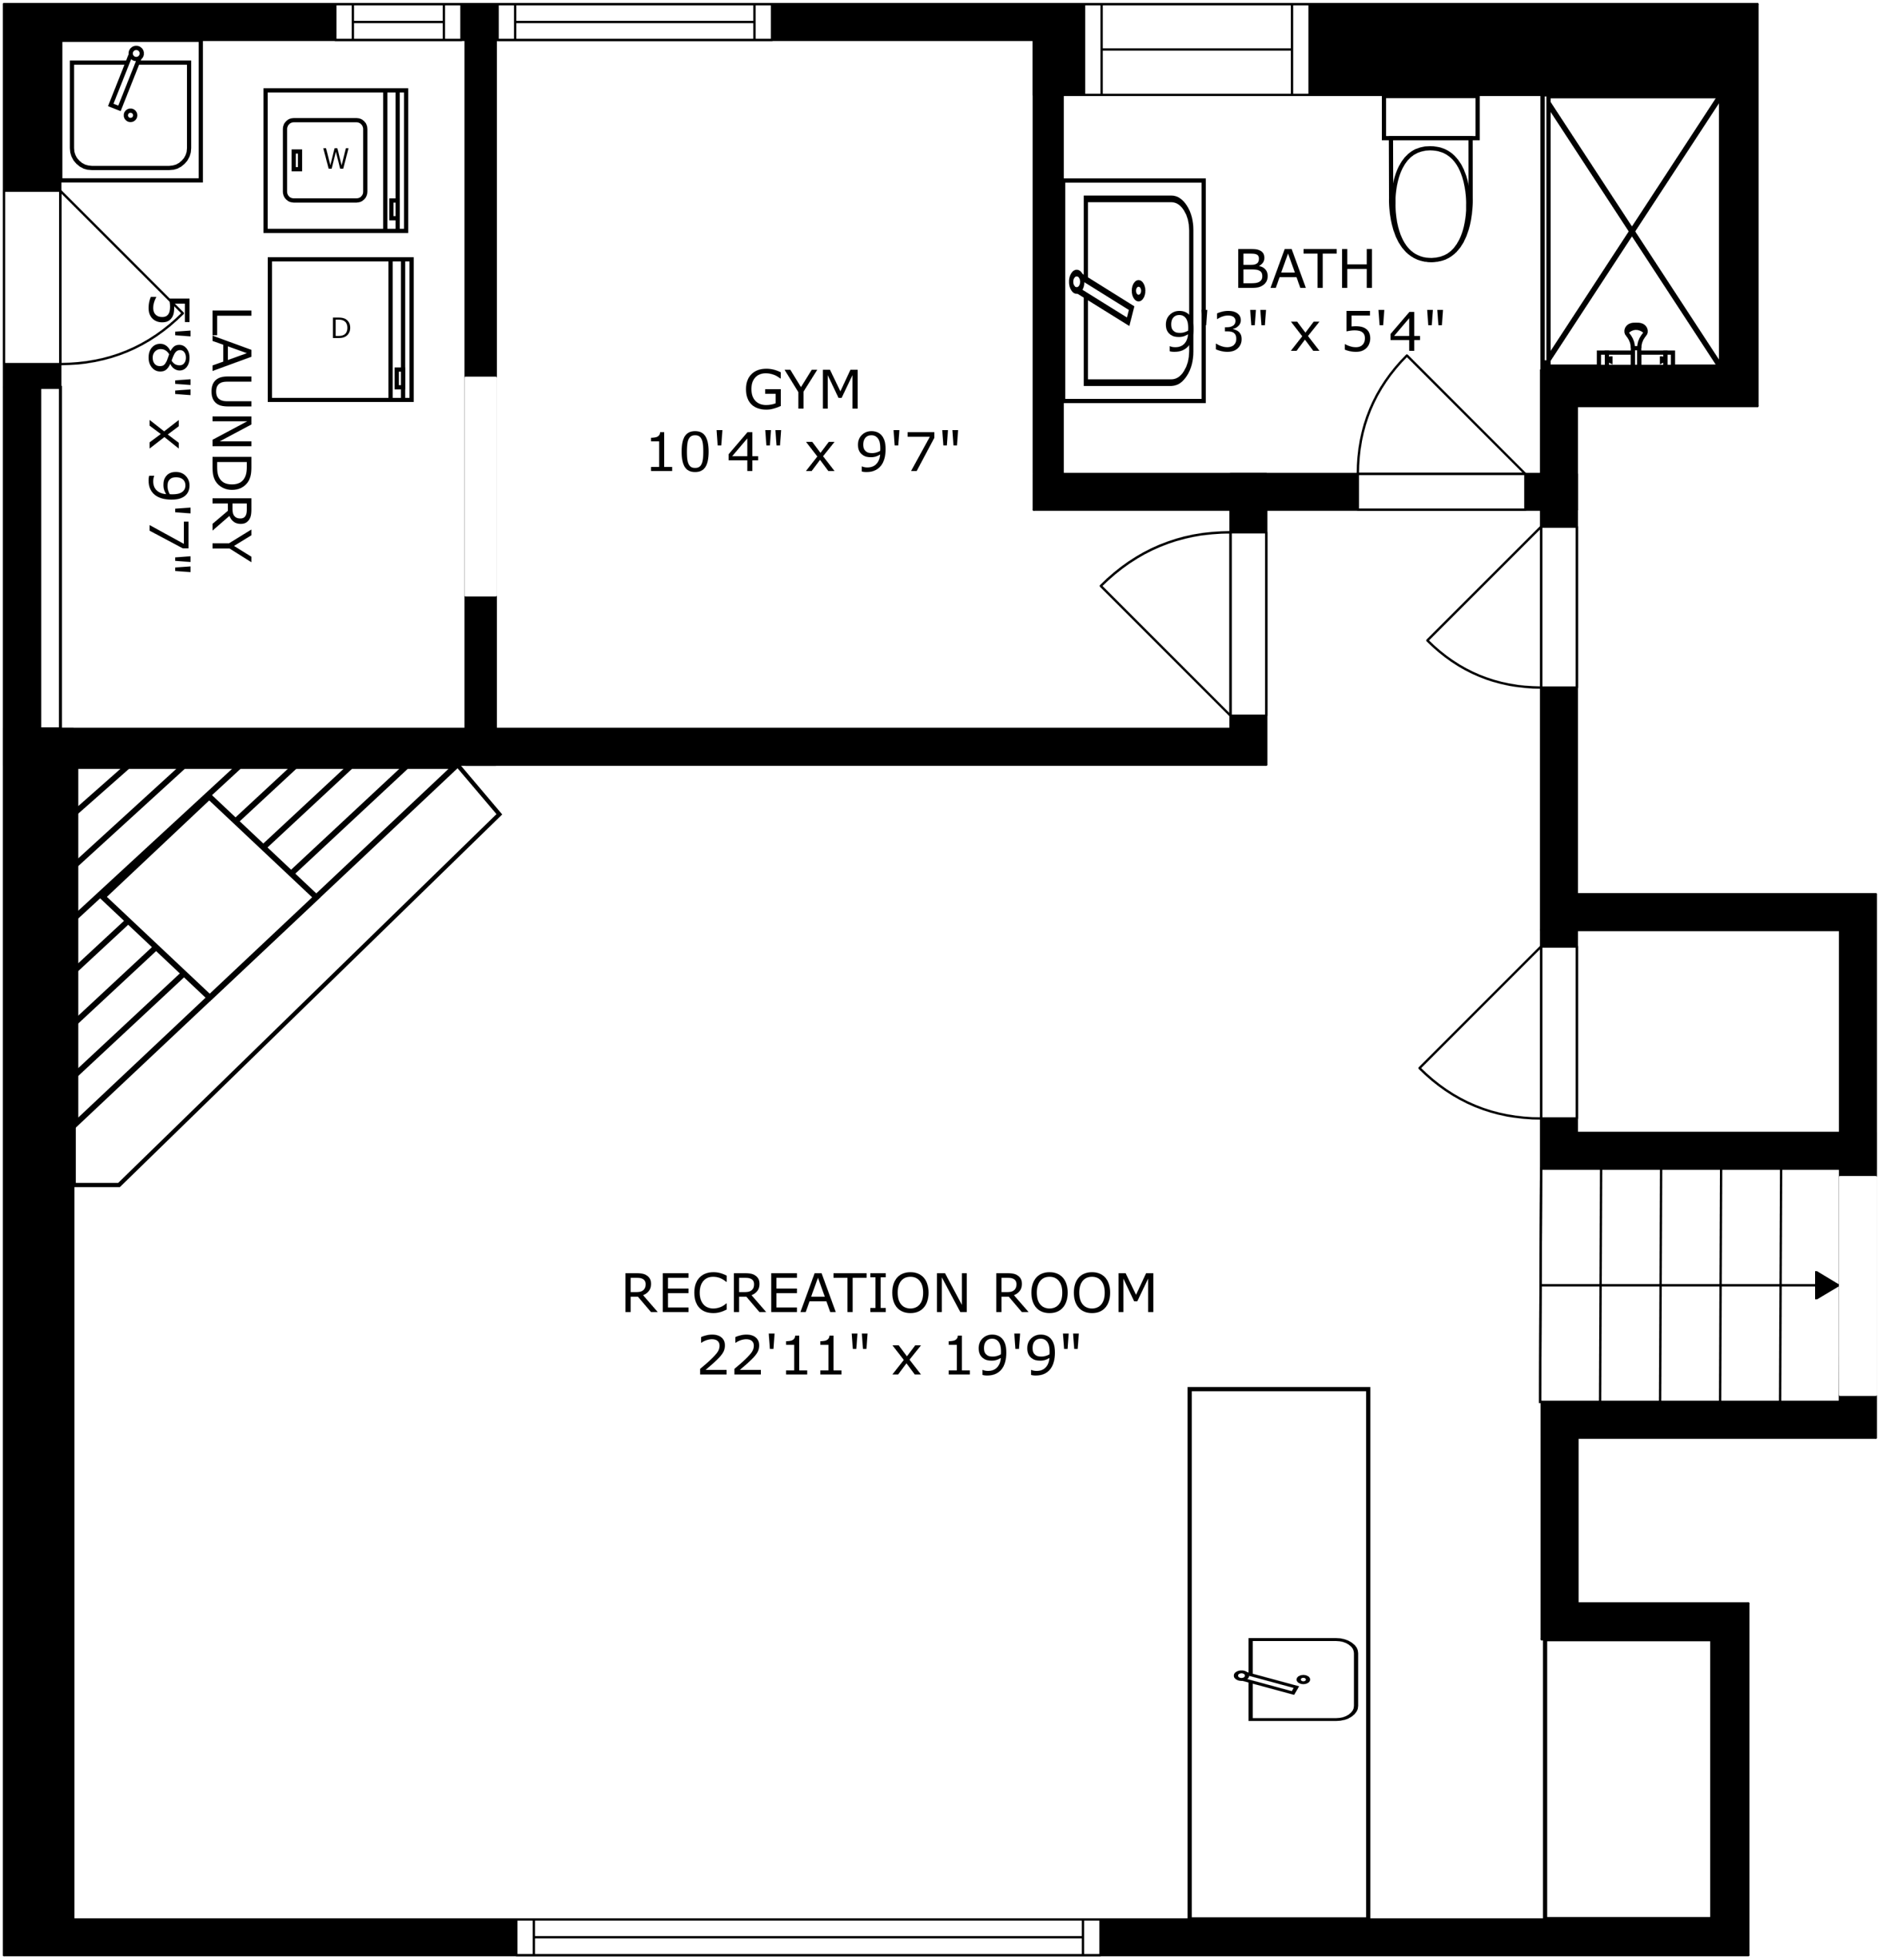 W
D
LAUNDRY
5'8" x 9'7"
GYM
10'4" x 9'7"
BATH
9'3" x 5'4"
RECREATION ROOM
22'11" x 19'9"